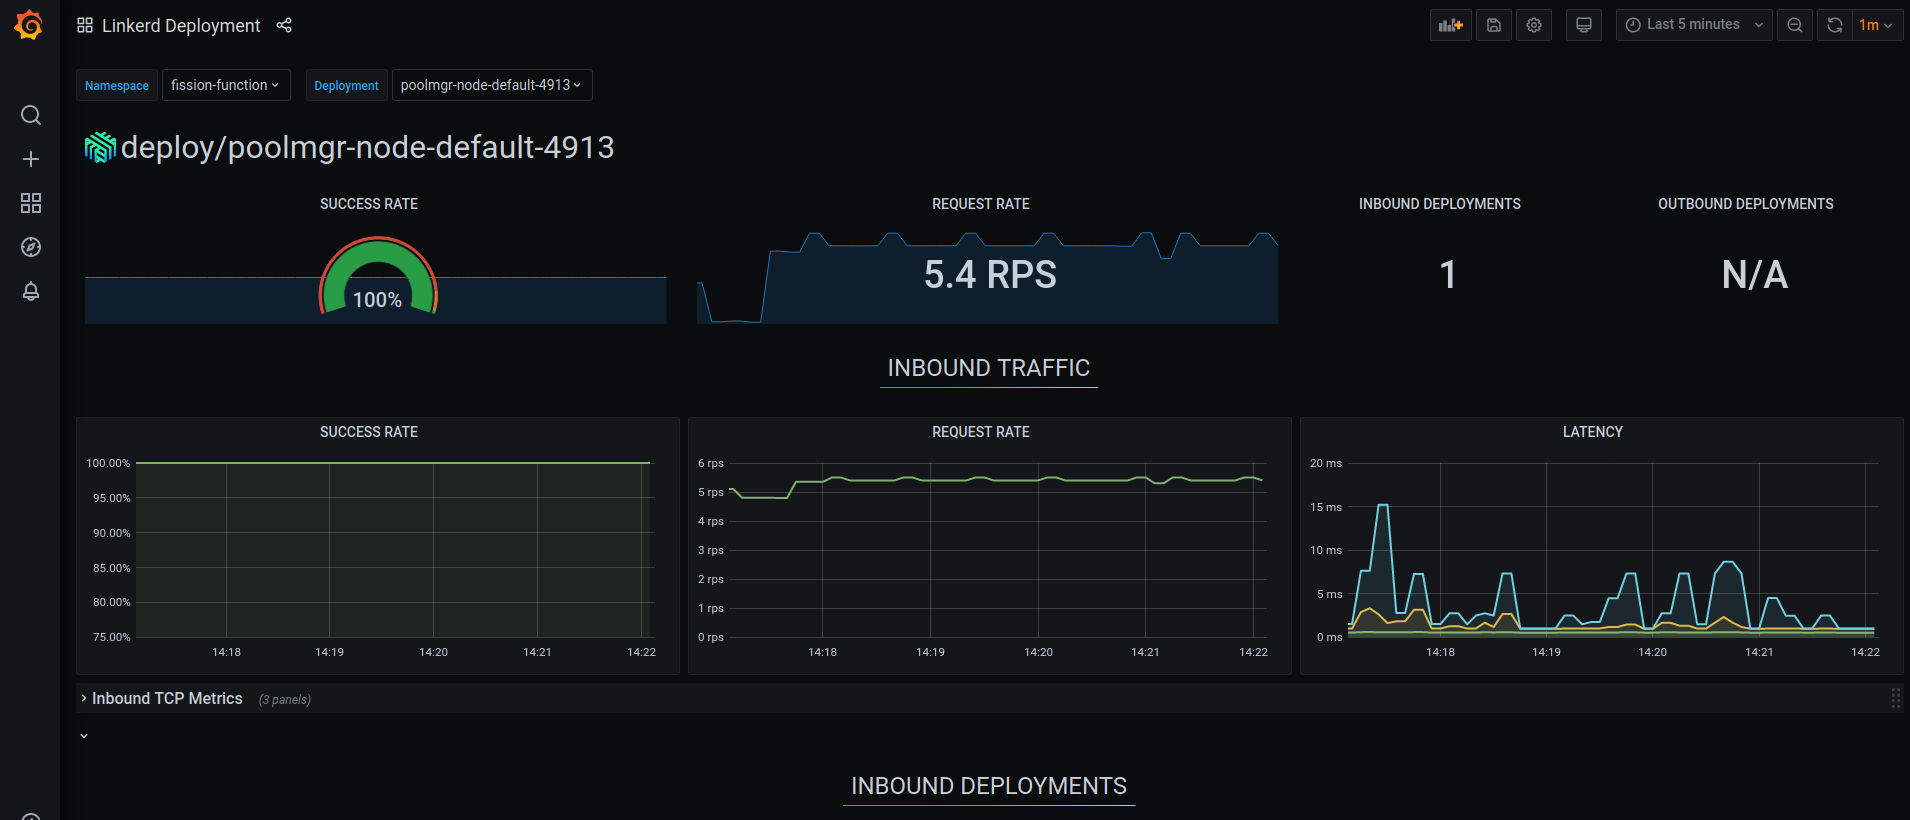 Linkerd Deployment
Last 5 minutes
1m
Namespace fission-function Deployment poolmgr-node-default-4913
deploy/poolmgr-node-default-4913
SUCCESS RATE
100%
REQUEST RATE
5.4 RPS
INBOUND DEPLOYMENTS
1
OUTBOUND DEPLOYMENTS
N/A
INBOUND TRAFFIC
SUCCESS RATE
100.00%
95.00%
90.00%
85.00%
80.00%
75.00%
14:18 14:19 14:20 14:21 14:22
REQUEST RATE
6 rps
5 rps
4 rps
3 rps
2 rps
1 rps
0 rps
14:18 14:19 14:20 14:21 14:22
LATENCY
20 ms
15 ms
10 ms
5 ms
0 ms
14:18 14:19 14:20 14:21 14:22
Inbound TCP Metrics (3 panels)
INBOUND DEPLOYMENTS